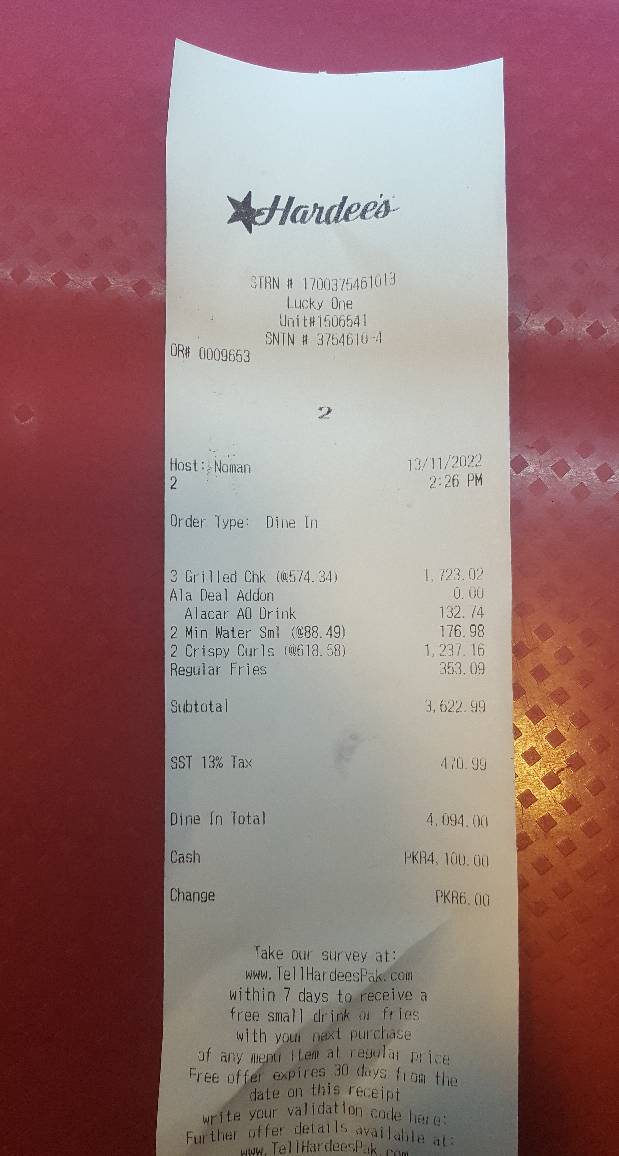 Hardee's
STRN # 1700375461013
Lucky One
Unit#1506541
SNTN # 3754610-4
OR# 0009653
2
Host: Noman 13/11/2022
2 2:26 PM
Order Type: Dine In
3 Grilled Chk (@574.34) 1,723.02
Ala Deal Addon 0.00
Alacar AO Drink 132.74
2 Min Water Sml (@88.49) 176.98
2 Crispy Curls (@618.58) 1,237.16
Regular Fries 353.09
Subtotal 3,622.99
SST 13% Tax 470.99
Dine In Total 4,094.00
Cash PKR4,100.00
Change PKR6.00
Take our survey at:
www.TellHardeesPak.com
within 7 days to receive a
free small drink or fries
with your next purchase
of any menu item at regular price
Free offer expires 30 days from the
date on this receipt
write your validation code here:
Further offer details available at:
www.TellHardeesPak.com